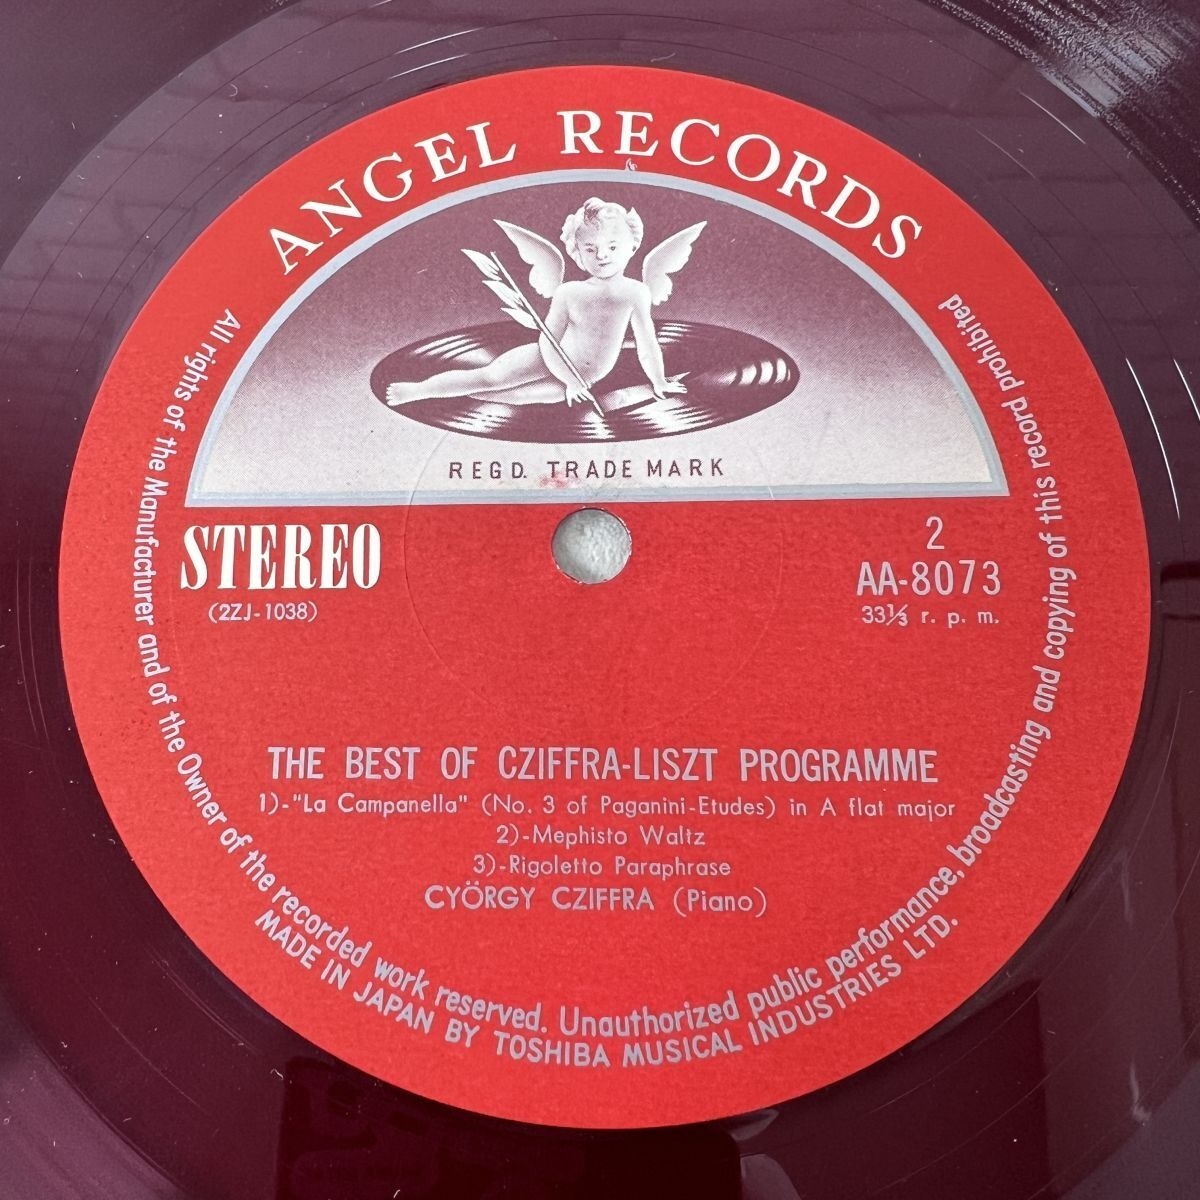 ANGEL RECORDS
REGD. TRADE MARK
STEREO
(2ZJ-1038)
2
AA-8073
33⅓ r. p. m.
THE BEST OF CZIFFRA-LISZT PROGRAMME
1)-"La Campanella" (No. 3 of Paganini-Etudes) in A flat major
2)-Mephisto Waltz
3)-Rigoletto Paraphrase
CYÖRGY CZIFFRA (Piano)
All rights of the Manufacturer and of the Owner of the recorded work reserved. Unauthorized public performance, broadcasting and copying of this record prohibited
MADE IN JAPAN BY TOSHIBA MUSICAL INDUSTRIES LTD.